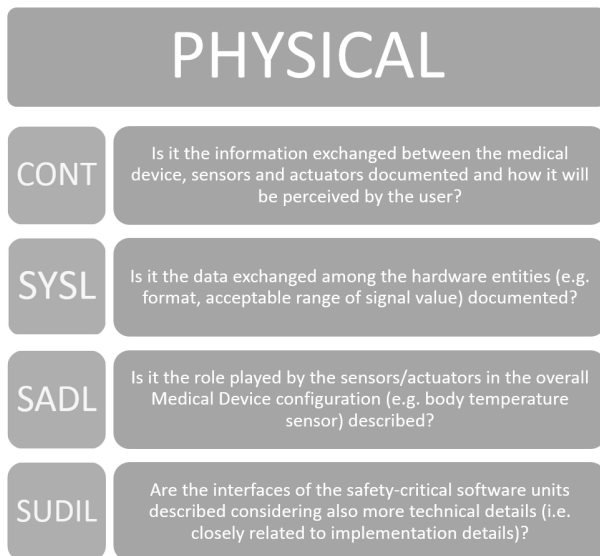 PHYSICAL
CONT
Is it the information exchanged between the medical
device, sensors and actuators documented and how it will
be perceived by the user?
SYSL
Is it the data exchanged among the hardware entities (e.g.
format, acceptable range of signal value) documented?
SADL
Is it the role played by the sensors/actuators in the overall
Medical Device configuration (e.g. body temperature
sensor) described?
SUDIL
Are the interfaces of the safety-critical software units
described considering also more technical details (i.e.
closely related to implementation details)?